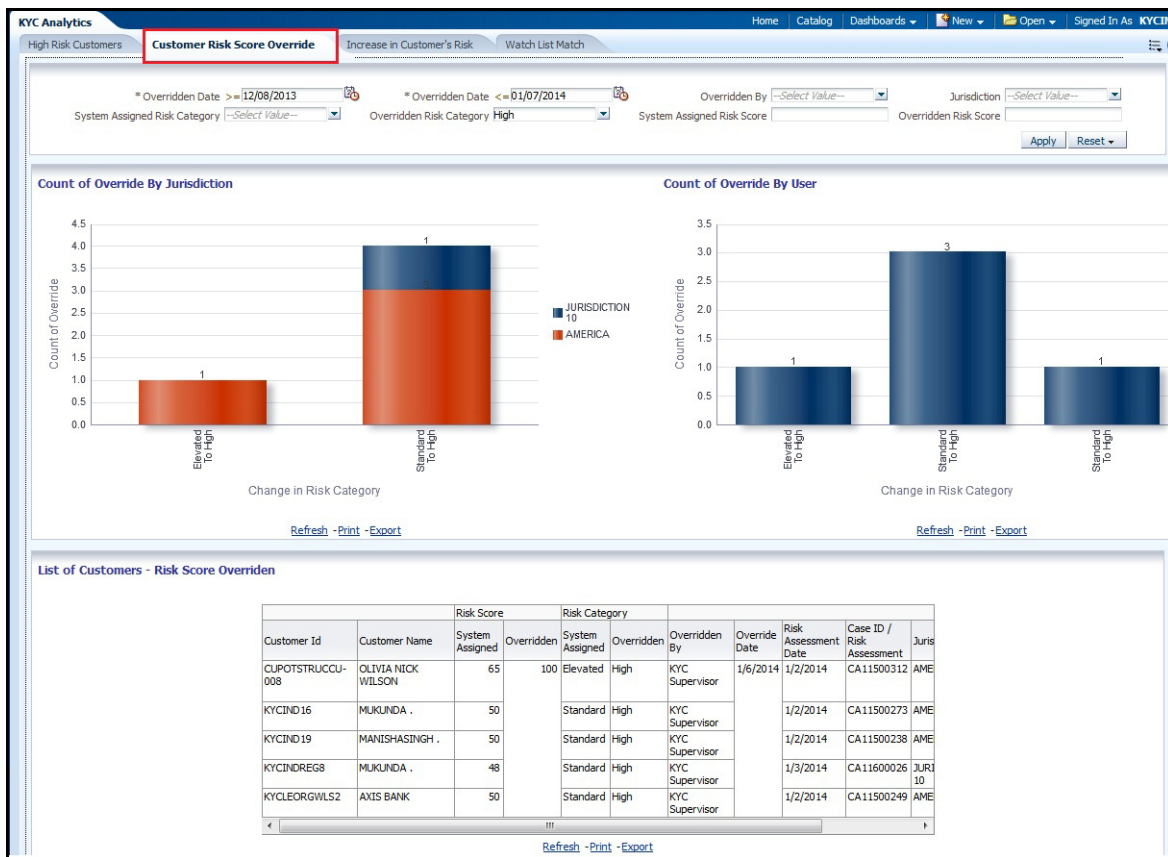 KYC Analytics
Home Catalog Dashboards New Open Signed In As KYCIN
High Risk Customers Customer Risk Score Override Increase in Customer's Risk Watch List Match
* Overridden Date >= 12/08/2013 * Overridden Date <= 01/07/2014 Overridden By --Select Value-- Jurisdiction --Select Value--
System Assigned Risk Category --Select Value-- Overridden Risk Category High System Assigned Risk Score Overridden Risk Score
Apply Reset
Count of Override By Jurisdiction
4.5
4.0
3.5
3.0
2.5
2.0
1.5
1.0
0.5
0.0
Count of Override
1
1
3
Elevated To High
Standard To High
Change in Risk Category
JURISDICTION
10
AMERICA
Refresh -Print -Export
Count of Override By User
3.5
3.0
2.5
2.0
1.5
1.0
0.5
0.0
Count of Override
1
3
1
Elevated To High
Standard To High
Standard To High
Change in Risk Category
Refresh -Print -Export
List of Customers - Risk Score Overriden
Risk Score Risk Category
Customer Id Customer Name System Assigned Overridden System Assigned Overridden Overridden By Override Date Risk Assessment Date Case ID / Risk Assessment Juris
CUPOTSTRUCCU-008 OLIVIA NICK WILSON 65 100 Elevated High KYC Supervisor 1/6/2014 1/2/2014 CA11500312 AME
KYCIND16 MUKUNDA . 50 Standard High KYC Supervisor 1/2/2014 CA11500273 AME
KYCIND19 MANISHASINGH . 50 Standard High KYC Supervisor 1/2/2014 CA11500238 AME
KYCINDREG8 MUKUNDA . 48 Standard High KYC Supervisor 1/3/2014 CA11600026 JURI 10
KYCLEORGWLS2 AXIS BANK 50 Standard High KYC Supervisor 1/2/2014 CA11500249 AME
Refresh -Print -Export